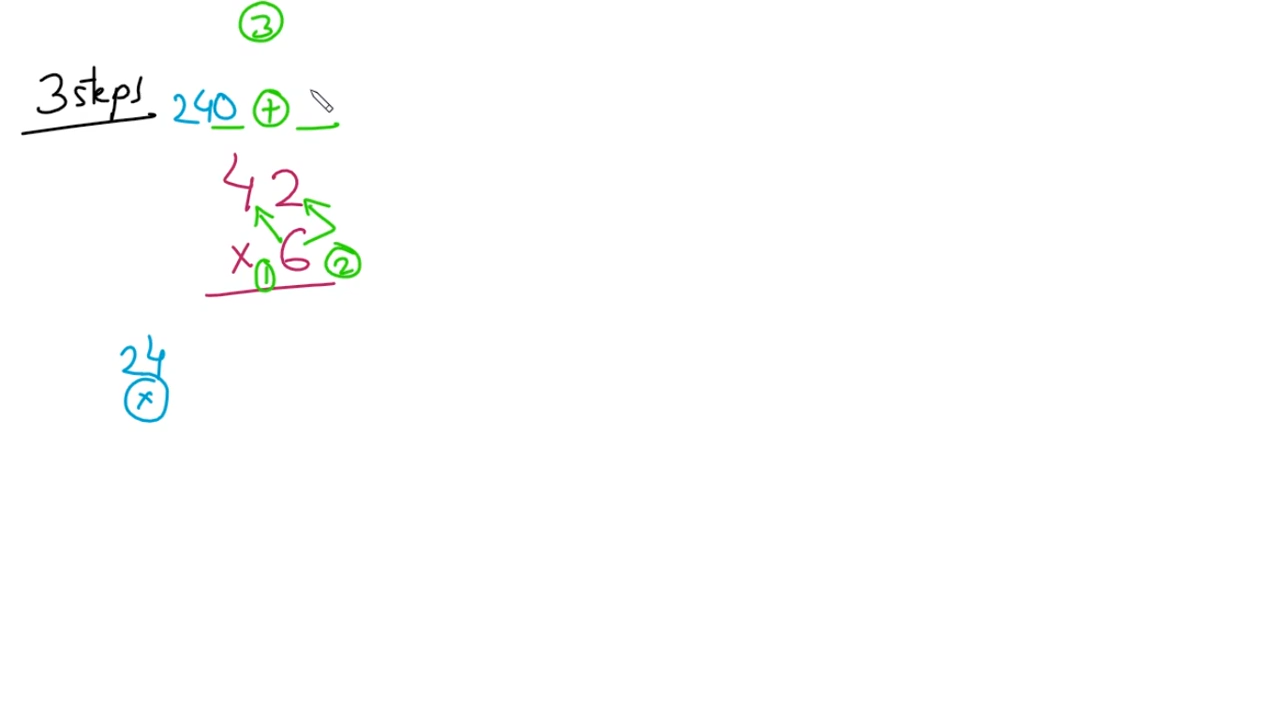 ③
3 steps 240 ⊕
42
x 6
① ②
24
ⓧ